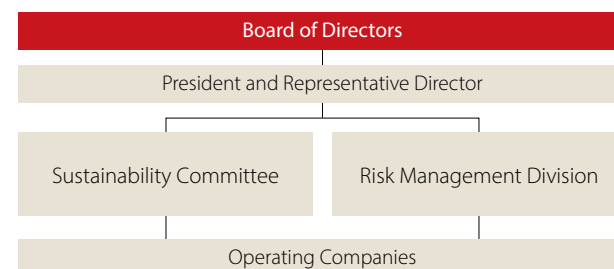 Board of Directors
President and Representative Director
Sustainability Committee
Risk Management Division
Operating Companies